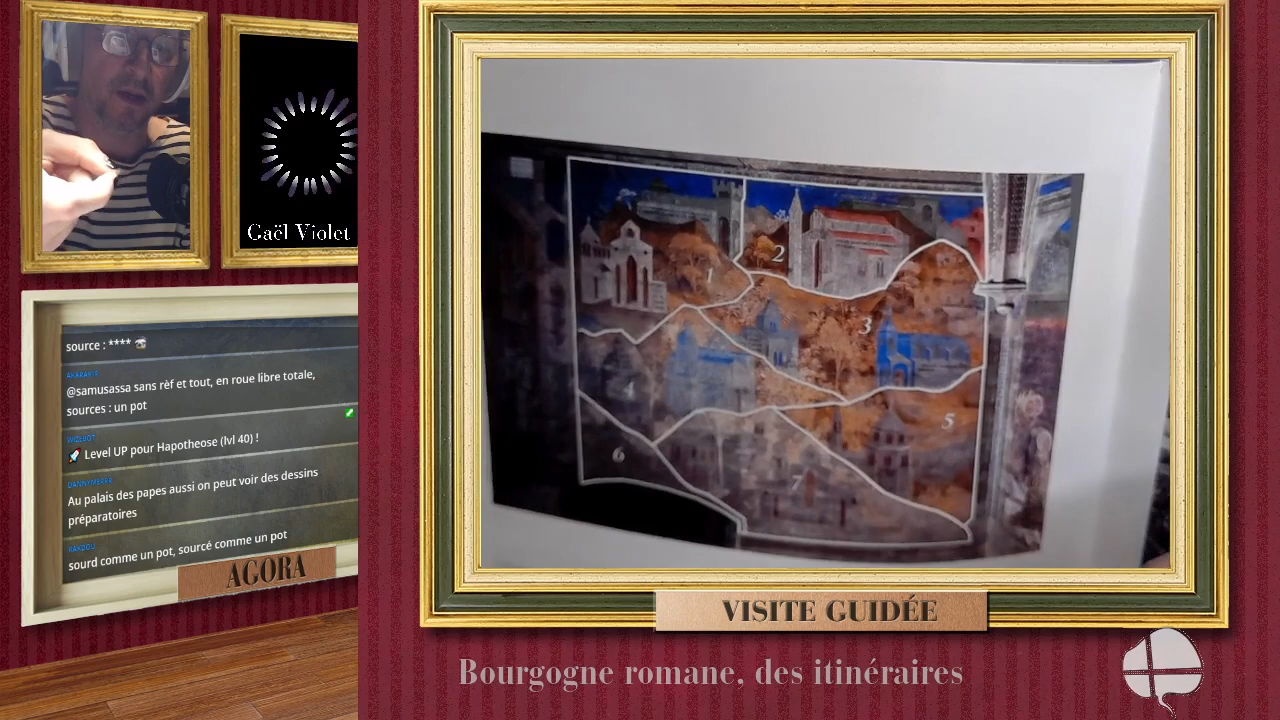 Gaël Violet
source : ****
@samusassa sans rèf et tout, en roue libre totale,
sources : un pot
WIZEBOT
Level UP pour Hapotheose (lvl 40) !
Au palais des papes aussi on peut voir des dessins
préparatoires
sourd comme un pot, sourcé comme un pot
AGORA
1
2
3
4
5
6
7
VISITE GUIDÉE
Bourgogne romane, des itinéraires